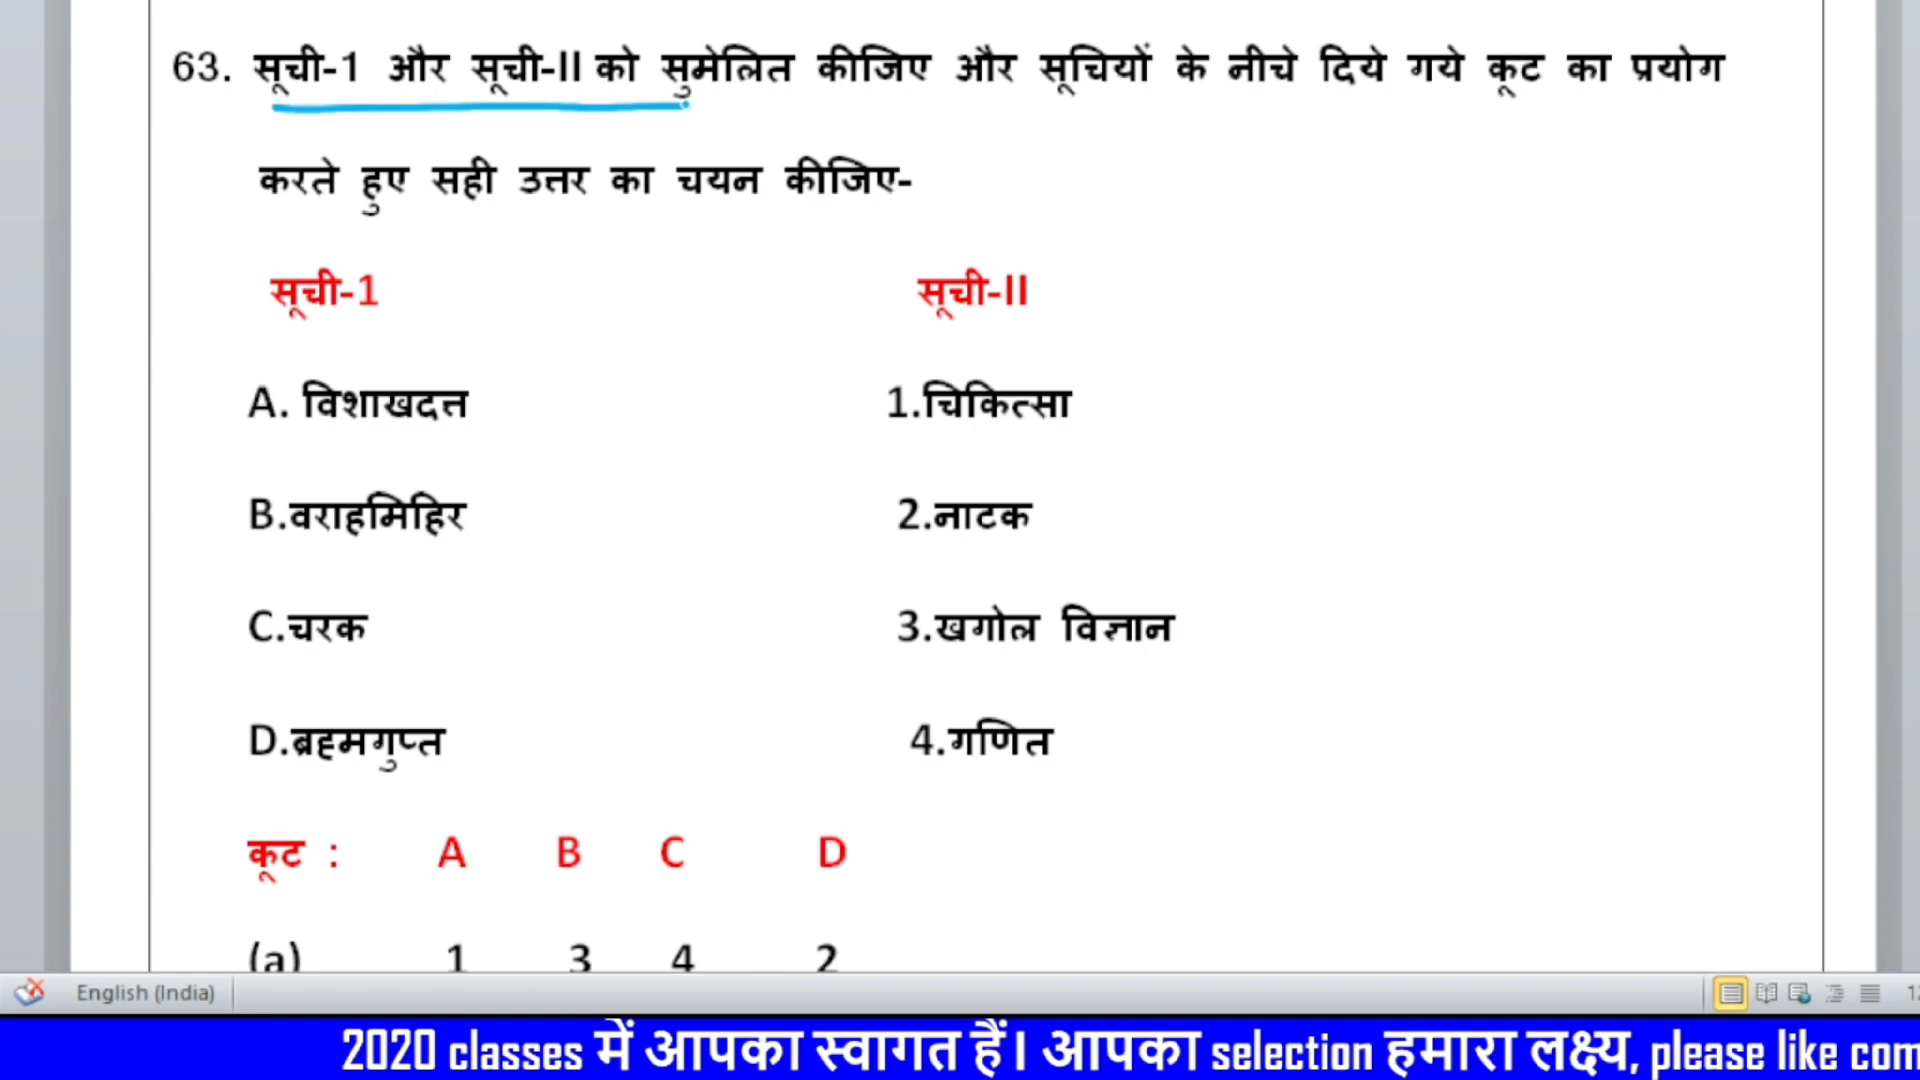 63. सूची-1 और सूची-II को सुमेलित कीजिए और सूचियों के नीचे दिये गये कूट का प्रयोग
करते हुए सही उत्तर का चयन कीजिए-
सूची-1 सूची-II
A. विशाखदत्त 1.चिकित्सा
B.वराहमिहिर 2.नाटक
C.चरक 3.खगोल विज्ञान
D.ब्रह्मगुप्त 4.गणित
कूट : A B C D
(a) 1 3 4 2
English (India)
2020 classes में आपका स्वागत हैं। आपका selection हमारा लक्ष्य, please like